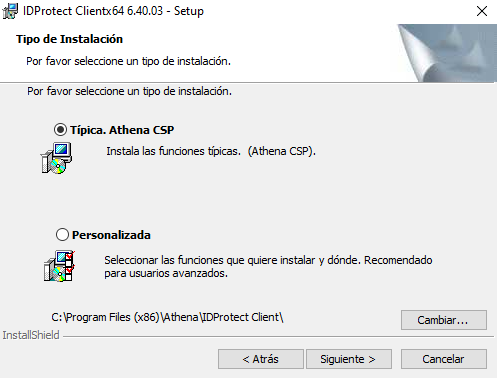 IDProtect Clientx64 6.40.03 - Setup
Tipo de Instalación
Por favor seleccione un tipo de instalación.
Por favor seleccione un tipo de instalación.
Típica. Athena CSP
Instala las funciones típicas. (Athena CSP).
Personalizada
Seleccionar las funciones que quiere instalar y dónde. Recomendado
para usuarios avanzados.
C:\Program Files (x86)\Athena\IDProtect Client\
Cambiar...
InstallShield
< Atrás
Siguiente >
Cancelar